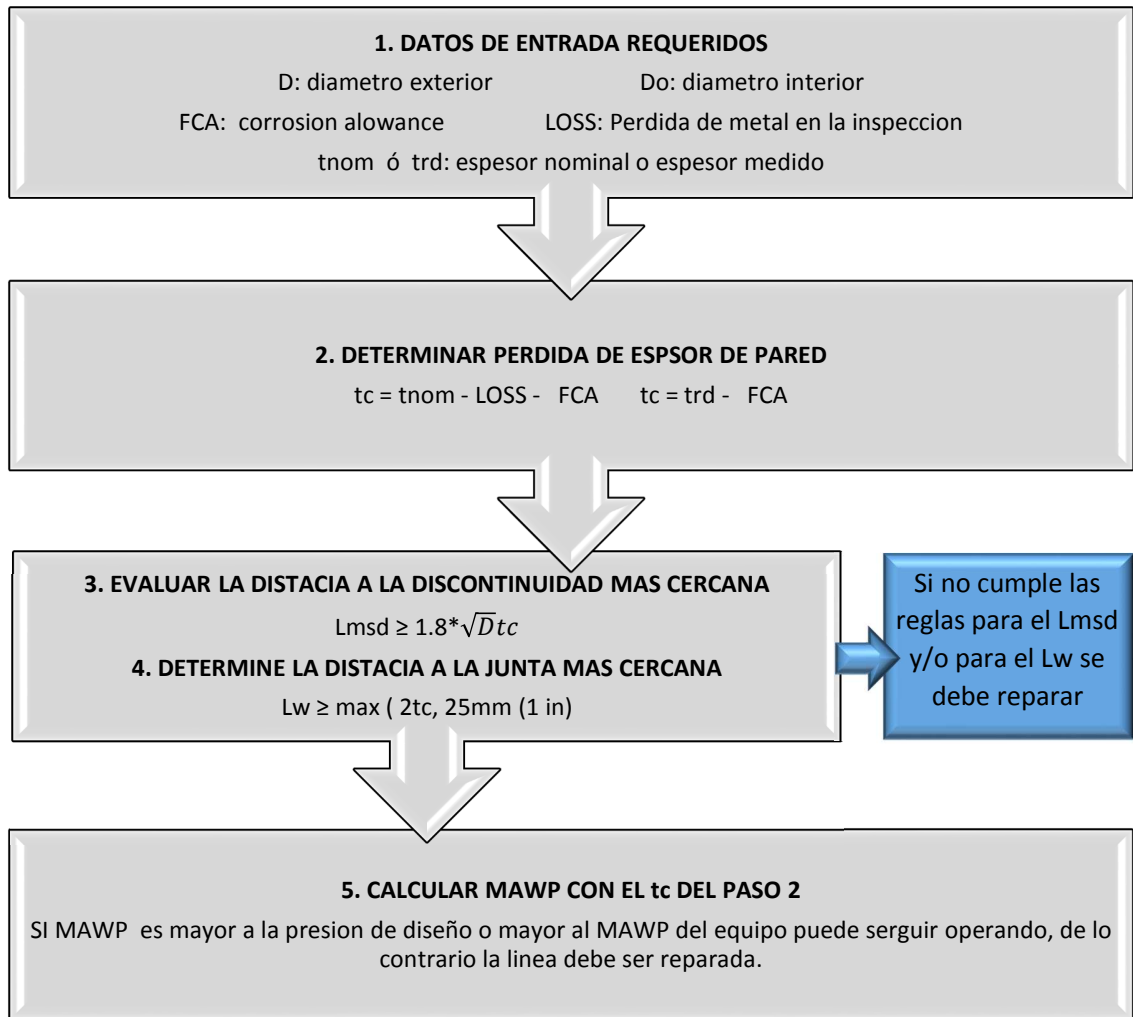 1. DATOS DE ENTRADA REQUERIDOS
D: diametro exterior Do: diametro interior
FCA: corrosion alowance LOSS: Perdida de metal en la inspeccion
tnom ó trd: espesor nominal o espesor medido
2. DETERMINAR PERDIDA DE ESPSOR DE PARED
tc = tnom - LOSS - FCA tc = trd - FCA
3. EVALUAR LA DISTACIA A LA DISCONTINUIDAD MAS CERCANA
Lmsd ≥ 1.8*√Dtc
4. DETERMINE LA DISTACIA A LA JUNTA MAS CERCANA
Lw ≥ max ( 2tc, 25mm (1 in)
Si no cumple las
reglas para el Lmsd
y/o para el Lw se
debe reparar
5. CALCULAR MAWP CON EL tc DEL PASO 2
SI MAWP es mayor a la presion de diseño o mayor al MAWP del equipo puede serguir operando, de lo
contrario la linea debe ser reparada.